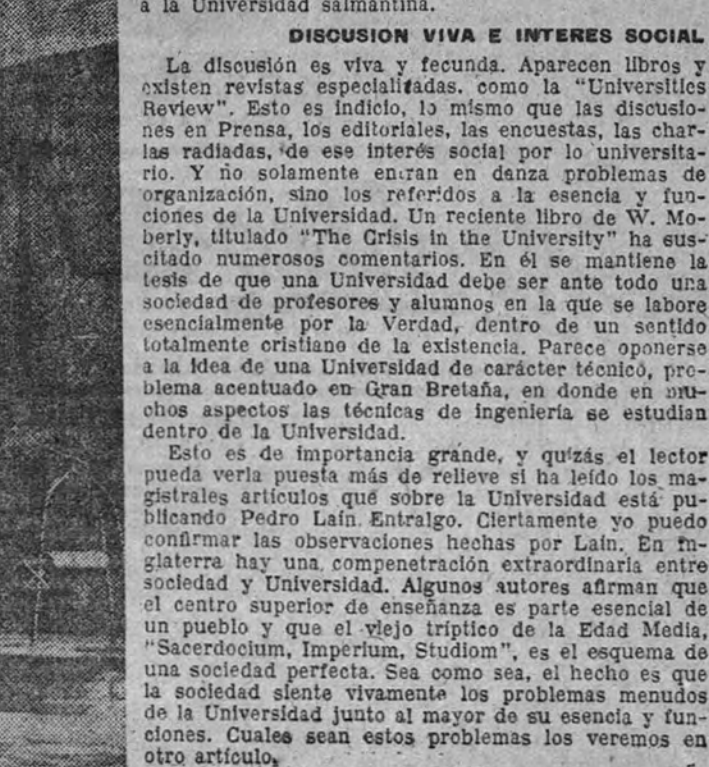 a la Universidad salmantina.
DISCUSION VIVA E INTERES SOCIAL
La discusión es viva y fecunda. Aparecen libros y
existen revistas especialitadas. como la "Universities
Review". Esto es indicio, lo mismo que las discusio-
nes en Prensa, los editoriales, las encuestas, las char-
las radiadas, de ese interés social por lo universita-
rio. Y no solamente entran en danza problemas de
organización, sino los referidos a la esencia y fun-
ciones de la Universidad. Un reciente libro de W. Mo-
berly, titulado "The Crisis in the University" ha sus-
citado numerosos comentarios. En él se mantiene la
tesis de que una Universidad debe ser ante todo una
sociedad de profesores y alumnos en la que se labore
esencialmente por la Verdad, dentro de un sentido
totalmente cristiano de la existencia. Parece oponerse
a la idea de una Universidad de carácter técnico, pro-
blema acentuado en Gran Bretaña, en donde en mu-
chos aspectos las técnicas de ingeniería se estudian
dentro de la Universidad.
Esto es de importancia grande, y quizás el lector
pueda verla puesta más de relieve si ha leído los ma-
gistrales artículos que sobre la Universidad está pu-
blicando Pedro Laín Entralgo. Ciertamente yo puedo
confirmar las observaciones hechas por Laín. En In-
glaterra hay una compenetración extraordinaria entre
sociedad y Universidad. Algunos autores afirman que
el centro superior de enseñanza es parte esencial de
un pueblo y que el viejo tríptico de la Edad Media,
"Sacerdocium, Imperium, Studiom", es el esquema de
una sociedad perfecta. Sea como sea, el hecho es que
la sociedad siente vivamente los problemas menudos
de la Universidad junto al mayor de su esencia y fun-
ciones. Cuales sean estos problemas los veremos en
otro artículo.